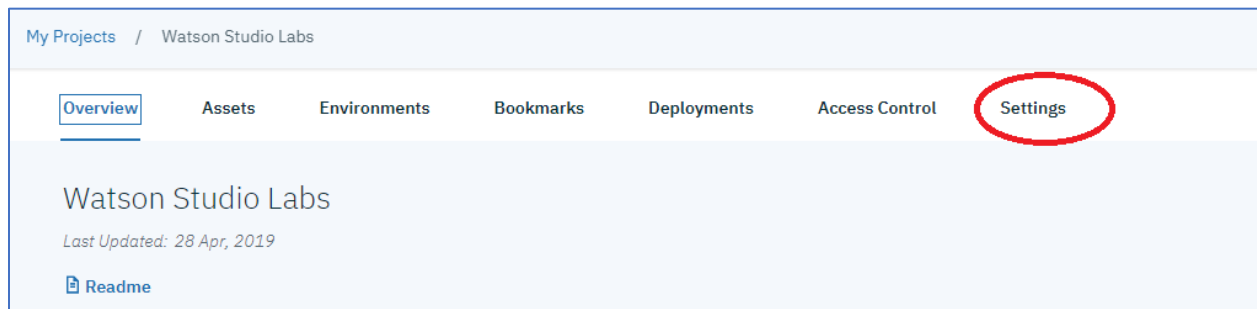 My Projects / Watson Studio Labs
Overview Assets Environments Bookmarks Deployments Access Control Settings
Watson Studio Labs
Last Updated: 28 Apr, 2019
Readme